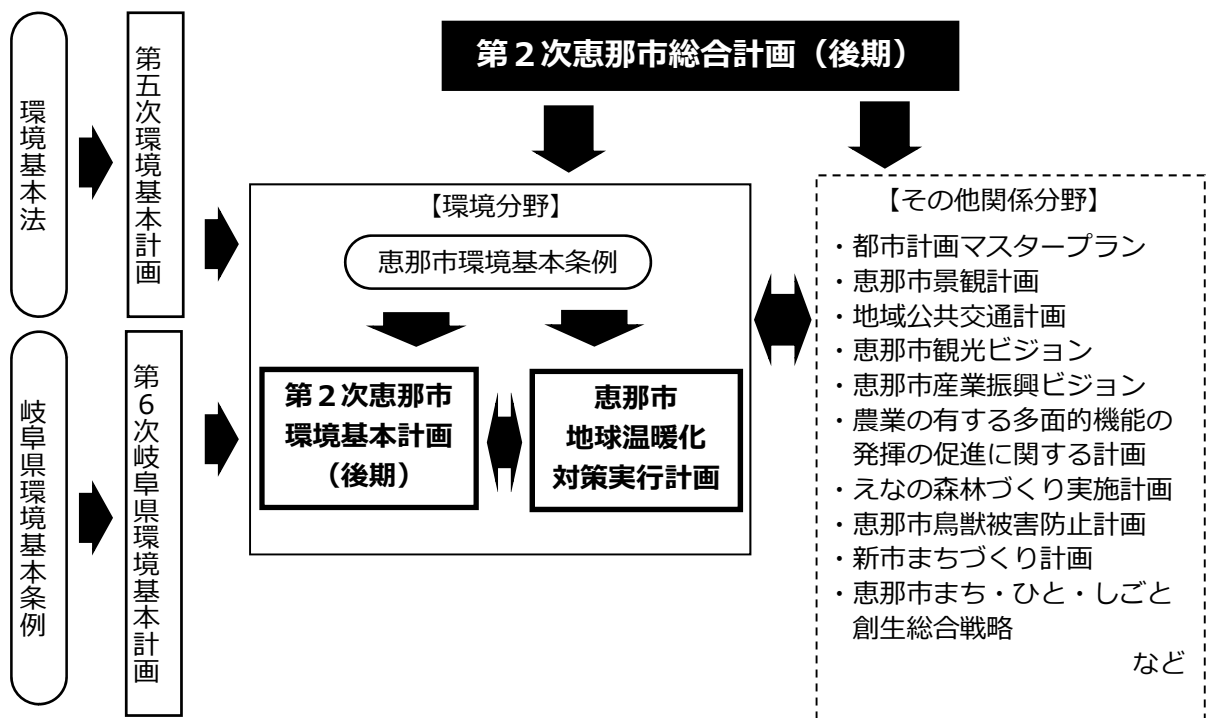 第２次恵那市総合計画（後期）
環境基本法
第五次環境基本計画
岐阜県環境基本条例
第６次岐阜県環境基本計画
【環境分野】
恵那市環境基本条例
第２次恵那市
環境基本計画
（後期）
恵那市
地球温暖化
対策実行計画
【その他関係分野】
・都市計画マスタープラン
・恵那市景観計画
・地域公共交通計画
・恵那市観光ビジョン
・恵那市産業振興ビジョン
・農業の有する多面的機能の
発揮の促進に関する計画
・えなの森林づくり実施計画
・恵那市鳥獣被害防止計画
・新市まちづくり計画
・恵那市まち・ひと・しごと
創生総合戦略
など